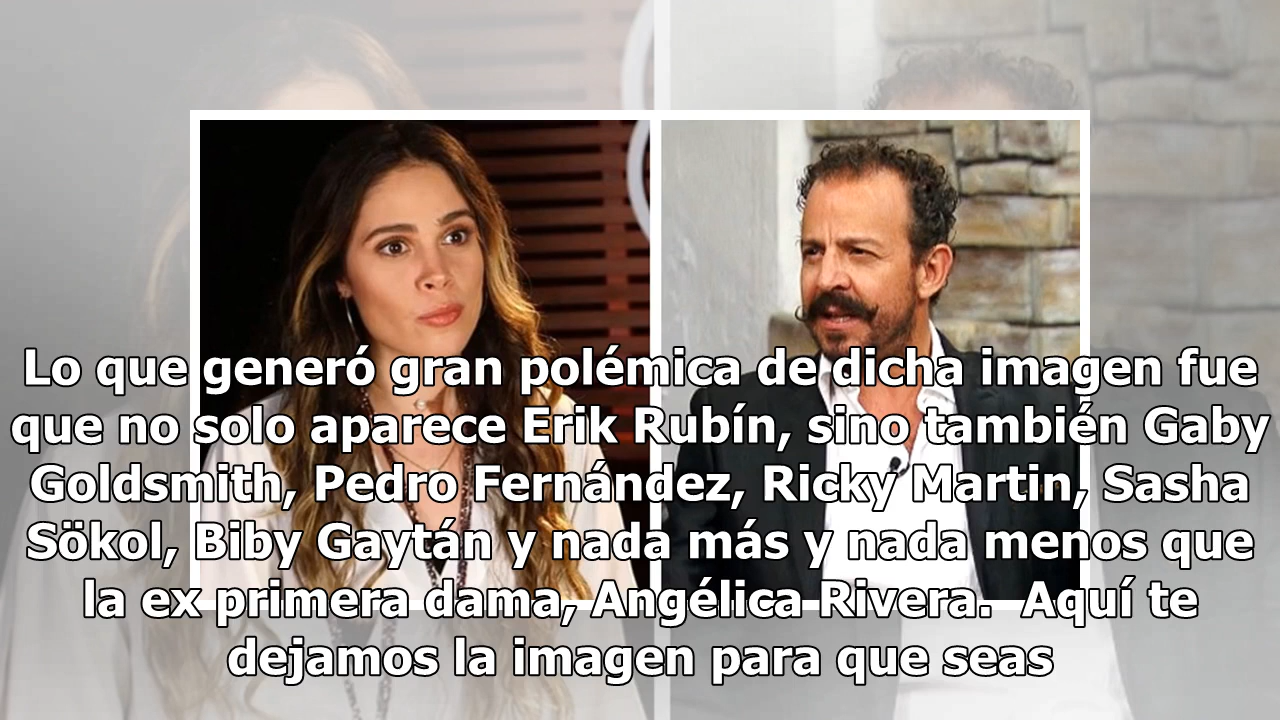 Lo que generó gran polémica de dicha imagen fue
que no solo aparece Erik Rubín, sino también Gaby
Goldsmith, Pedro Fernández, Ricky Martin, Sasha
Sökol, Biby Gaytán y nada más y nada menos que
la ex primera dama, Angélica Rivera.  Aquí te
dejamos la imagen para que seas